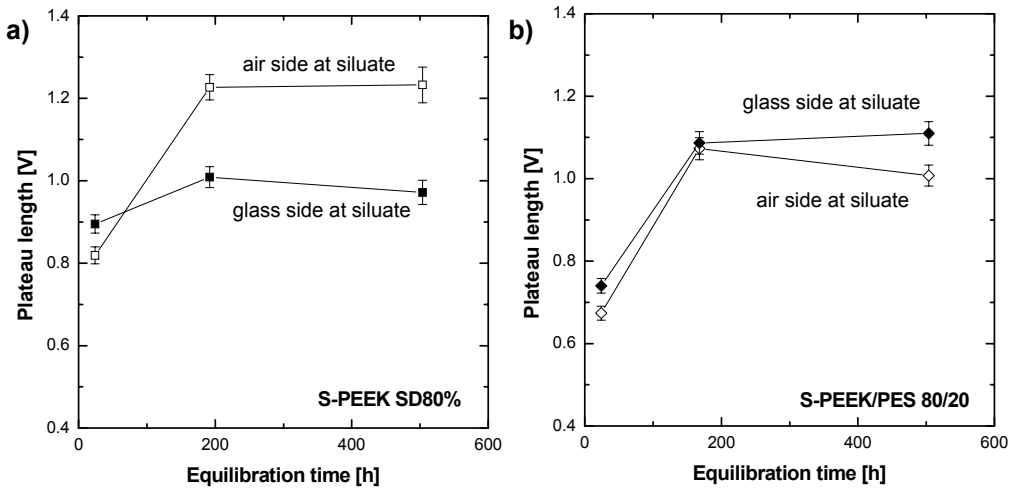 a)
1.4
1.2
1.0
0.8
0.6
0.4
Plateau length [V]
air side at siluate
glass side at siluate
S-PEEK SD80%
0
200
400
600
Equilibration time [h]
b)
1.4
1.2
1.0
0.8
0.6
0.4
Plateau length [V]
glass side at siluate
air side at siluate
S-PEEK/PES 80/20
0
200
400
600
Equilibration time [h]